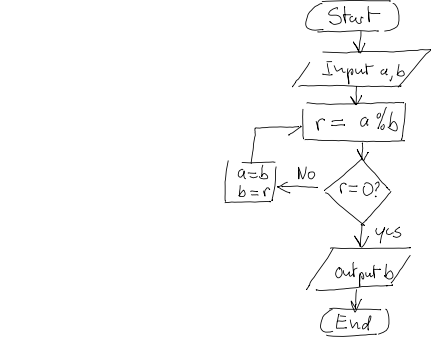 Start
Input a,b
r = a%b
a=b
b=r
No
r=0?
yes
output b
End